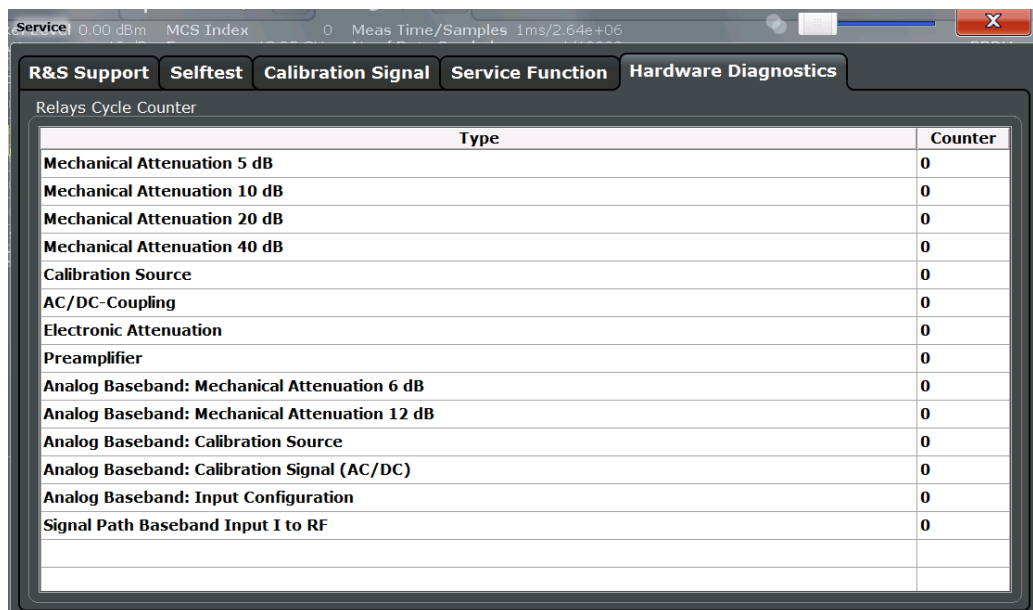 Service 0.00 dBm MCS Index 0 Meas Time/Samples 1ms/2.64e+06
X
R&S Support Selftest Calibration Signal Service Function Hardware Diagnostics
Relays Cycle Counter
Type Counter
Mechanical Attenuation 5 dB 0
Mechanical Attenuation 10 dB 0
Mechanical Attenuation 20 dB 0
Mechanical Attenuation 40 dB 0
Calibration Source 0
AC/DC-Coupling 0
Electronic Attenuation 0
Preamplifier 0
Analog Baseband: Mechanical Attenuation 6 dB 0
Analog Baseband: Mechanical Attenuation 12 dB 0
Analog Baseband: Calibration Source 0
Analog Baseband: Calibration Signal (AC/DC) 0
Analog Baseband: Input Configuration 0
Signal Path Baseband Input I to RF 0